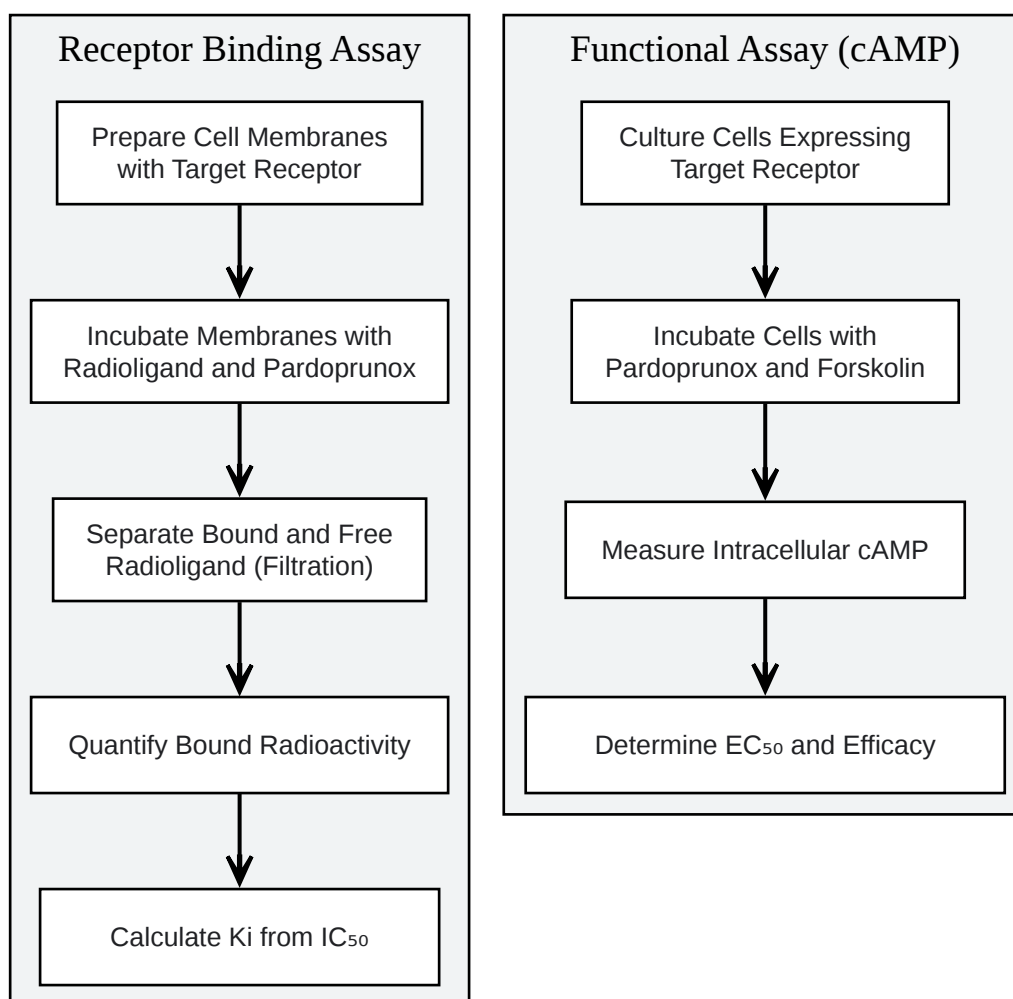 Receptor Binding Assay
Prepare Cell Membranes
with Target Receptor
Incubate Membranes with
Radioligand and Pardoprunox
Separate Bound and Free
Radioligand (Filtration)
Quantify Bound Radioactivity
Calculate Ki from IC₅₀
Functional Assay (cAMP)
Culture Cells Expressing
Target Receptor
Incubate Cells with
Pardoprunox and Forskolin
Measure Intracellular cAMP
Determine EC₅₀ and Efficacy